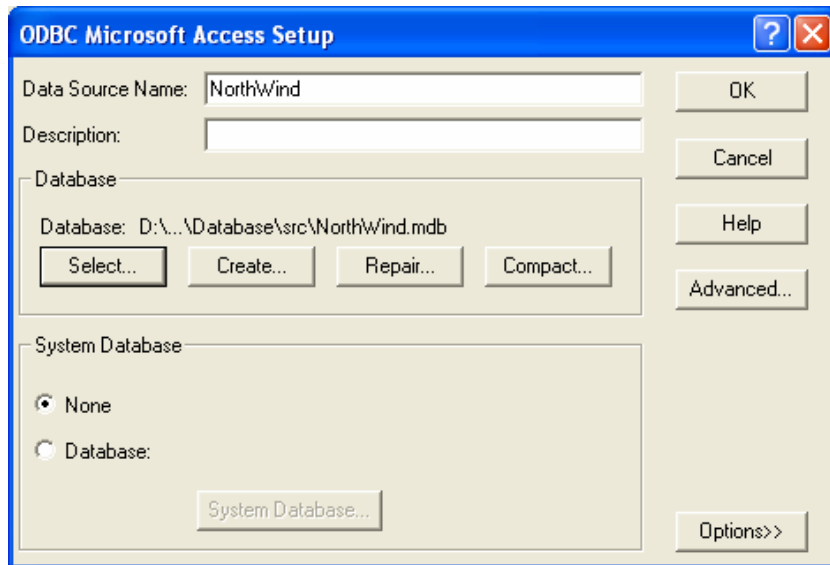 ODBC Microsoft Access Setup
Data Source Name: NorthWind
OK
Description:
Cancel
Database
Database: D:\...\Database\src\NorthWind.mdb
Help
Select... Create... Repair... Compact...
Advanced...
System Database
None
Database:
System Database...
Options>>